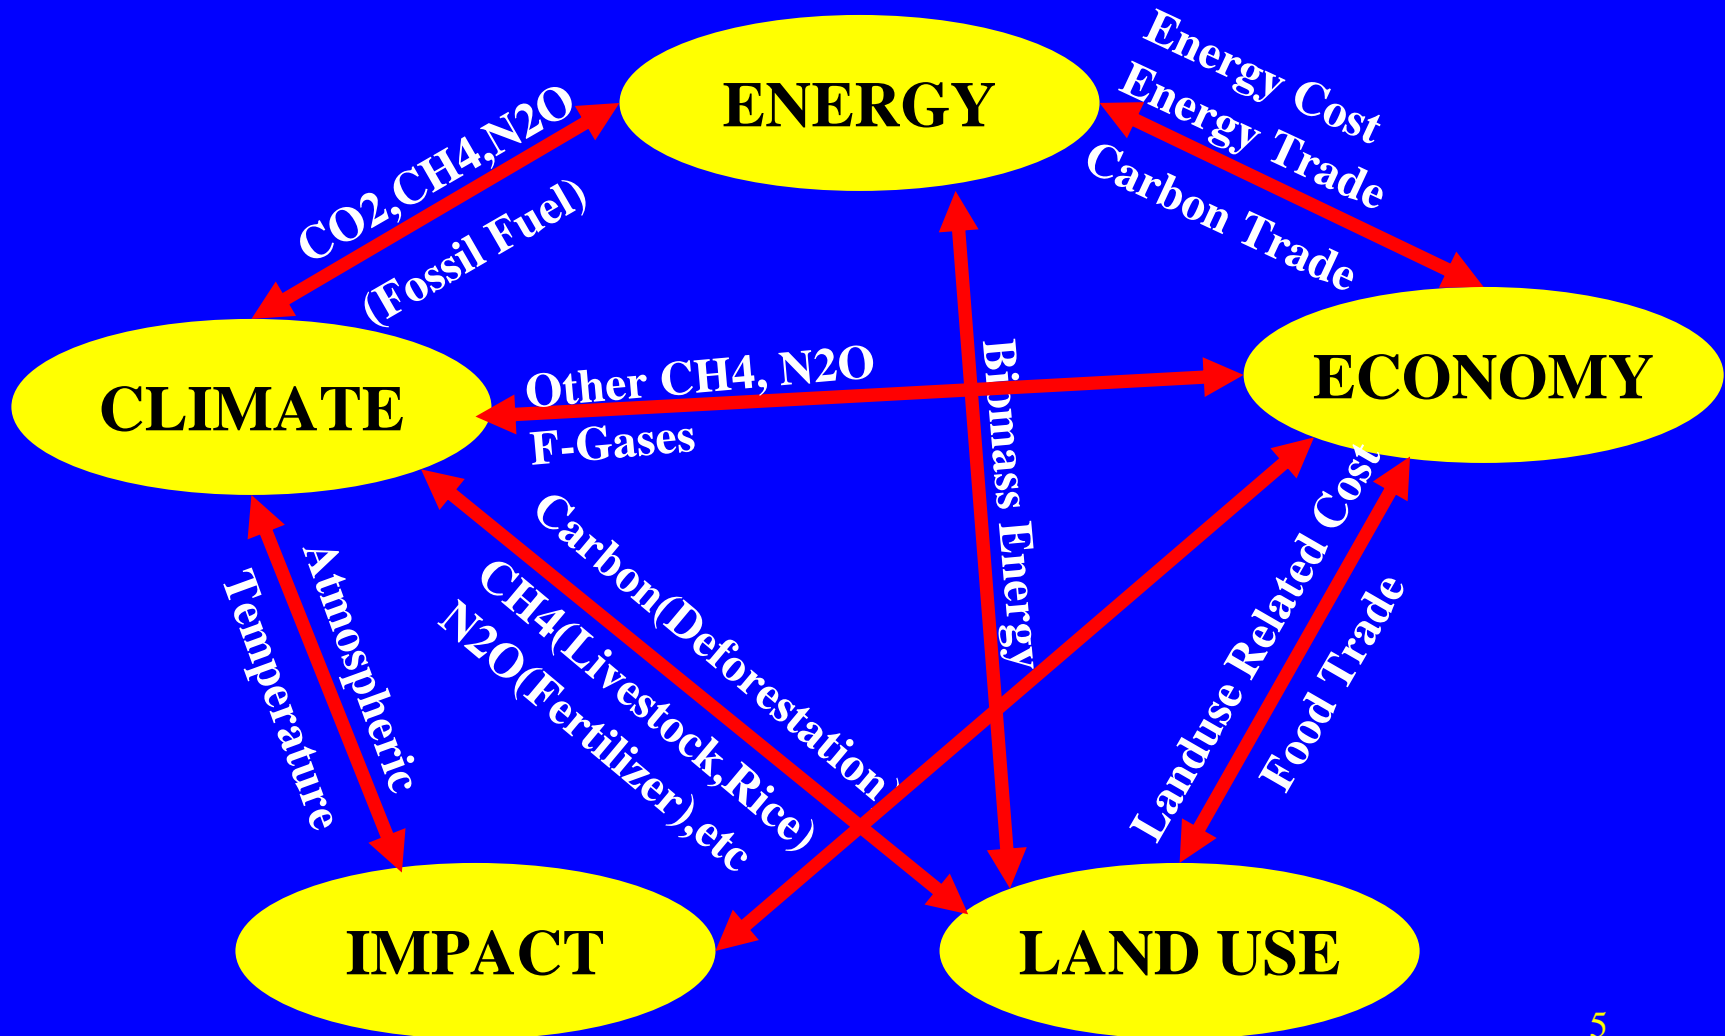 ENERGY
Energy Cost
Energy Trade
Carbon Trade
CO2,CH4,N2O
(Fossil Fuel)
CLIMATE
ECONOMY
Other CH4, N2O
F-Gases
Biomass Energy
Carbon(Deforestation)
CH4(Livestock,Rice)
N2O(Fertilizer),etc
Atmospheric
Temperature
Landuse Related Cost
Food Trade
IMPACT
LAND USE
5